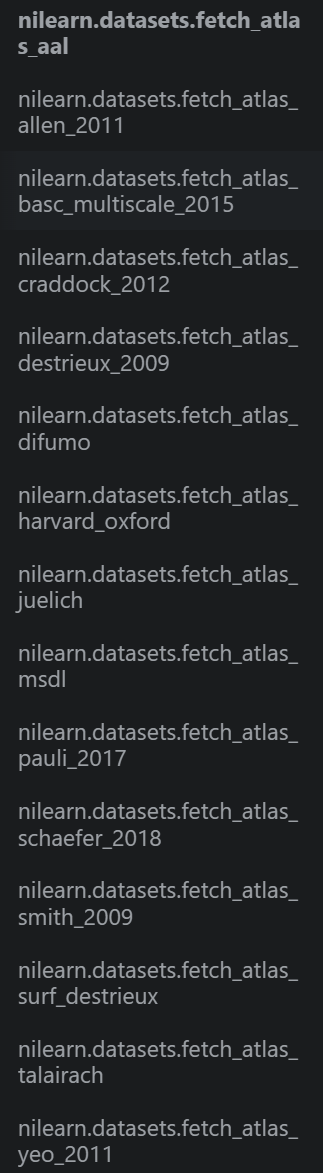 nilearn.datasets.fetch_atla
s_aal
nilearn.datasets.fetch_atlas_
allen_2011
nilearn.datasets.fetch_atlas_
basc_multiscale_2015
nilearn.datasets.fetch_atlas_
craddock_2012
nilearn.datasets.fetch_atlas_
destrieux_2009
nilearn.datasets.fetch_atlas_
difumo
nilearn.datasets.fetch_atlas_
harvard_oxford
nilearn.datasets.fetch_atlas_
juelich
nilearn.datasets.fetch_atlas_
msdl
nilearn.datasets.fetch_atlas_
pauli_2017
nilearn.datasets.fetch_atlas_
schaefer_2018
nilearn.datasets.fetch_atlas_
smith_2009
nilearn.datasets.fetch_atlas_
surf_destrieux
nilearn.datasets.fetch_atlas_
talairach
nilearn.datasets.fetch_atlas_
yeo_2011